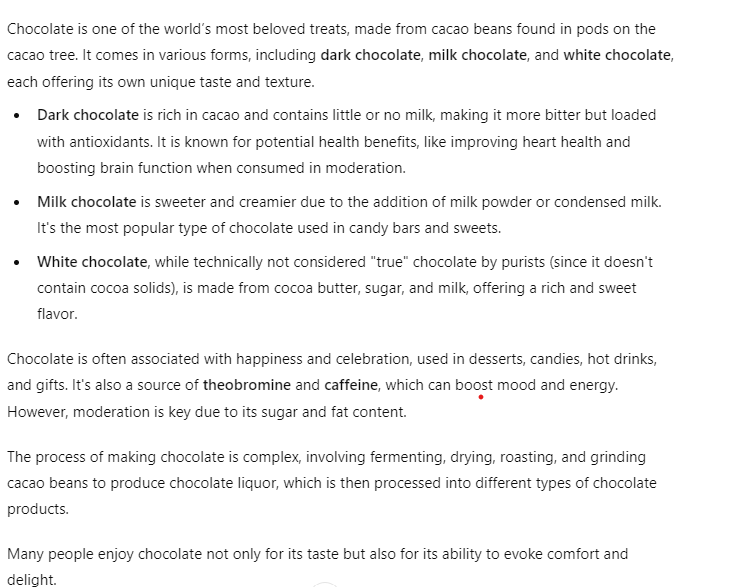 Chocolate is one of the world's most beloved treats, made from cacao beans found in pods on the
cacao tree. It comes in various forms, including dark chocolate, milk chocolate, and white chocolate,
each offering its own unique taste and texture.
• Dark chocolate is rich in cacao and contains little or no milk, making it more bitter but loaded
with antioxidants. It is known for potential health benefits, like improving heart health and
boosting brain function when consumed in moderation.
• Milk chocolate is sweeter and creamier due to the addition of milk powder or condensed milk.
It's the most popular type of chocolate used in candy bars and sweets.
• White chocolate, while technically not considered "true" chocolate by purists (since it doesn't
contain cocoa solids), is made from cocoa butter, sugar, and milk, offering a rich and sweet
flavor.
Chocolate is often associated with happiness and celebration, used in desserts, candies, hot drinks,
and gifts. It's also a source of theobromine and caffeine, which can boost mood and energy.
However, moderation is key due to its sugar and fat content.
The process of making chocolate is complex, involving fermenting, drying, roasting, and grinding
cacao beans to produce chocolate liquor, which is then processed into different types of chocolate
products.
Many people enjoy chocolate not only for its taste but also for its ability to evoke comfort and
delight.